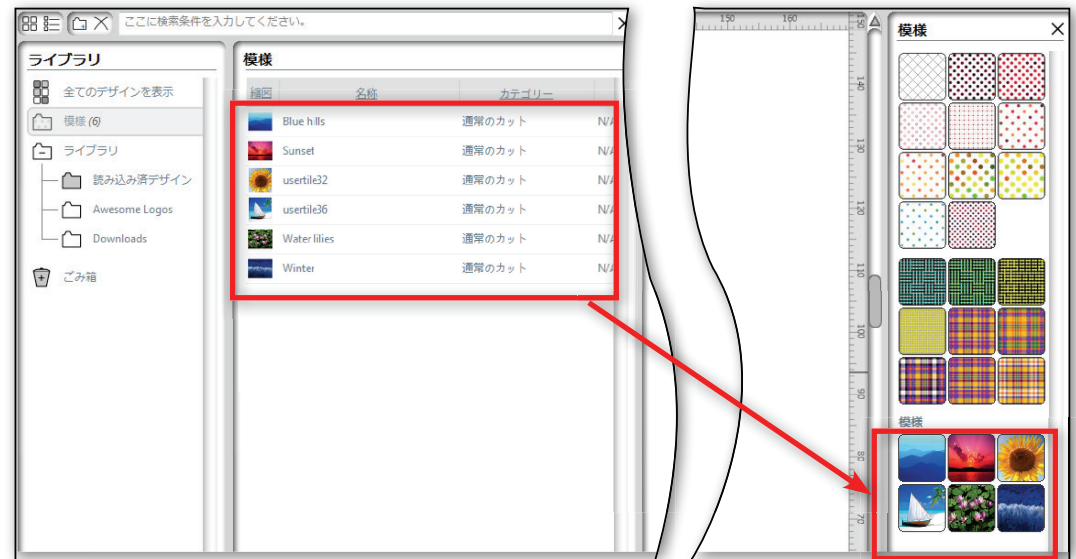 ここに検索条件を入力してください。
ライブラリ
全てのデザインを表示
模様 (6)
ライブラリ
読み込み済デザイン
Awesome Logos
Downloads
ごみ箱
模様
縮図 名称 カテゴリー
Blue hills 通常のカット N/A
Sunset 通常のカット N/A
usertile32 通常のカット N/A
usertile36 通常のカット N/A
Water lilies 通常のカット N/A
Winter 通常のカット N/A
150 160
150
140
130
120
110
100
90
80
70
模様
模様